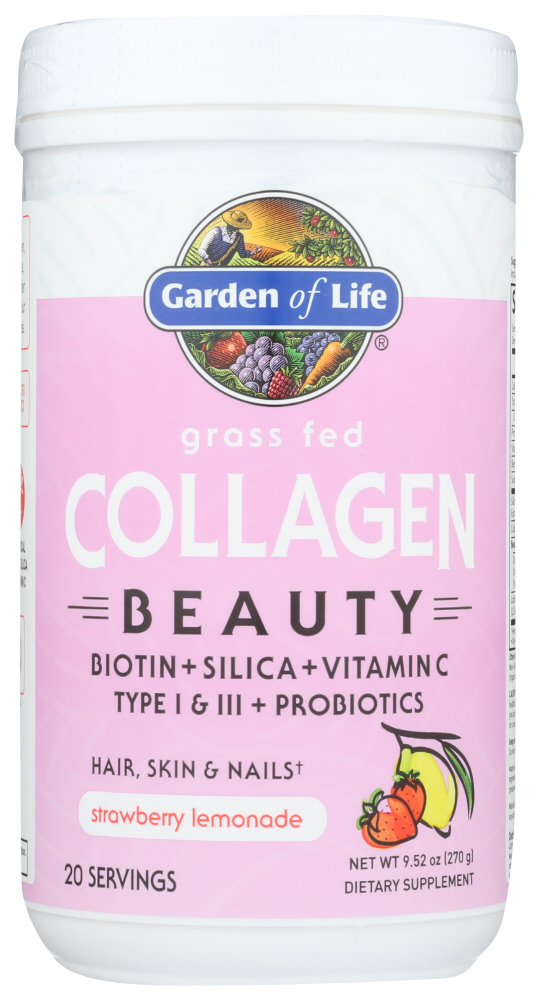 Garden of Life
®
grass fed
COLLAGEN
BEAUTY
BIOTIN + SILICA + VITAMIN C
TYPE I & III + PROBIOTICS
HAIR, SKIN & NAILS†
strawberry lemonade
20 SERVINGS
NET WT 9.52 oz (270 g)
DIETARY SUPPLEMENT